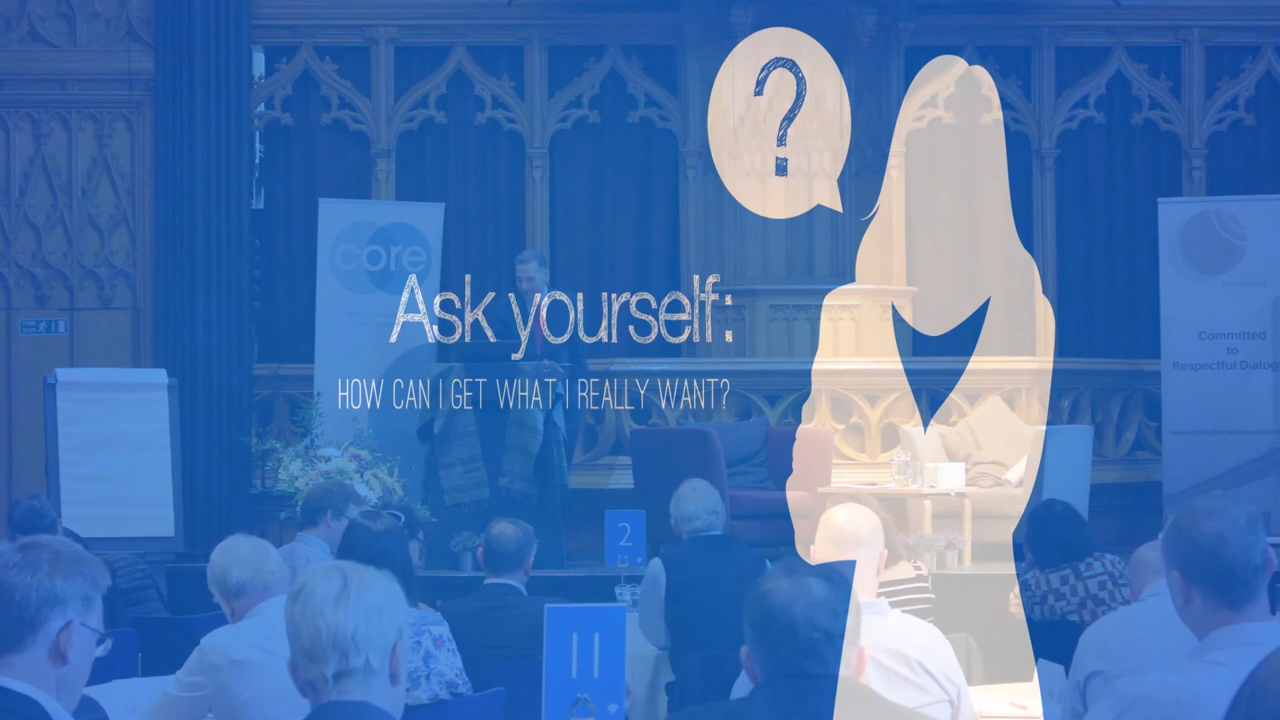 ?
core
Ask yourself:
HOW CAN I GET WHAT I REALLY WANT?
Committed
to
Respectful Dialog
2
11